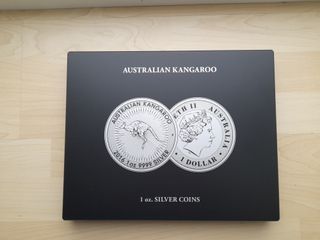 AUSTRALIAN KANGAROO
AUSTRALIAN KANGAROO
2016 1oz 9999 SILVER
ETH II AUSTRALIA
1 DOLLAR
1 oz. SILVER COINS